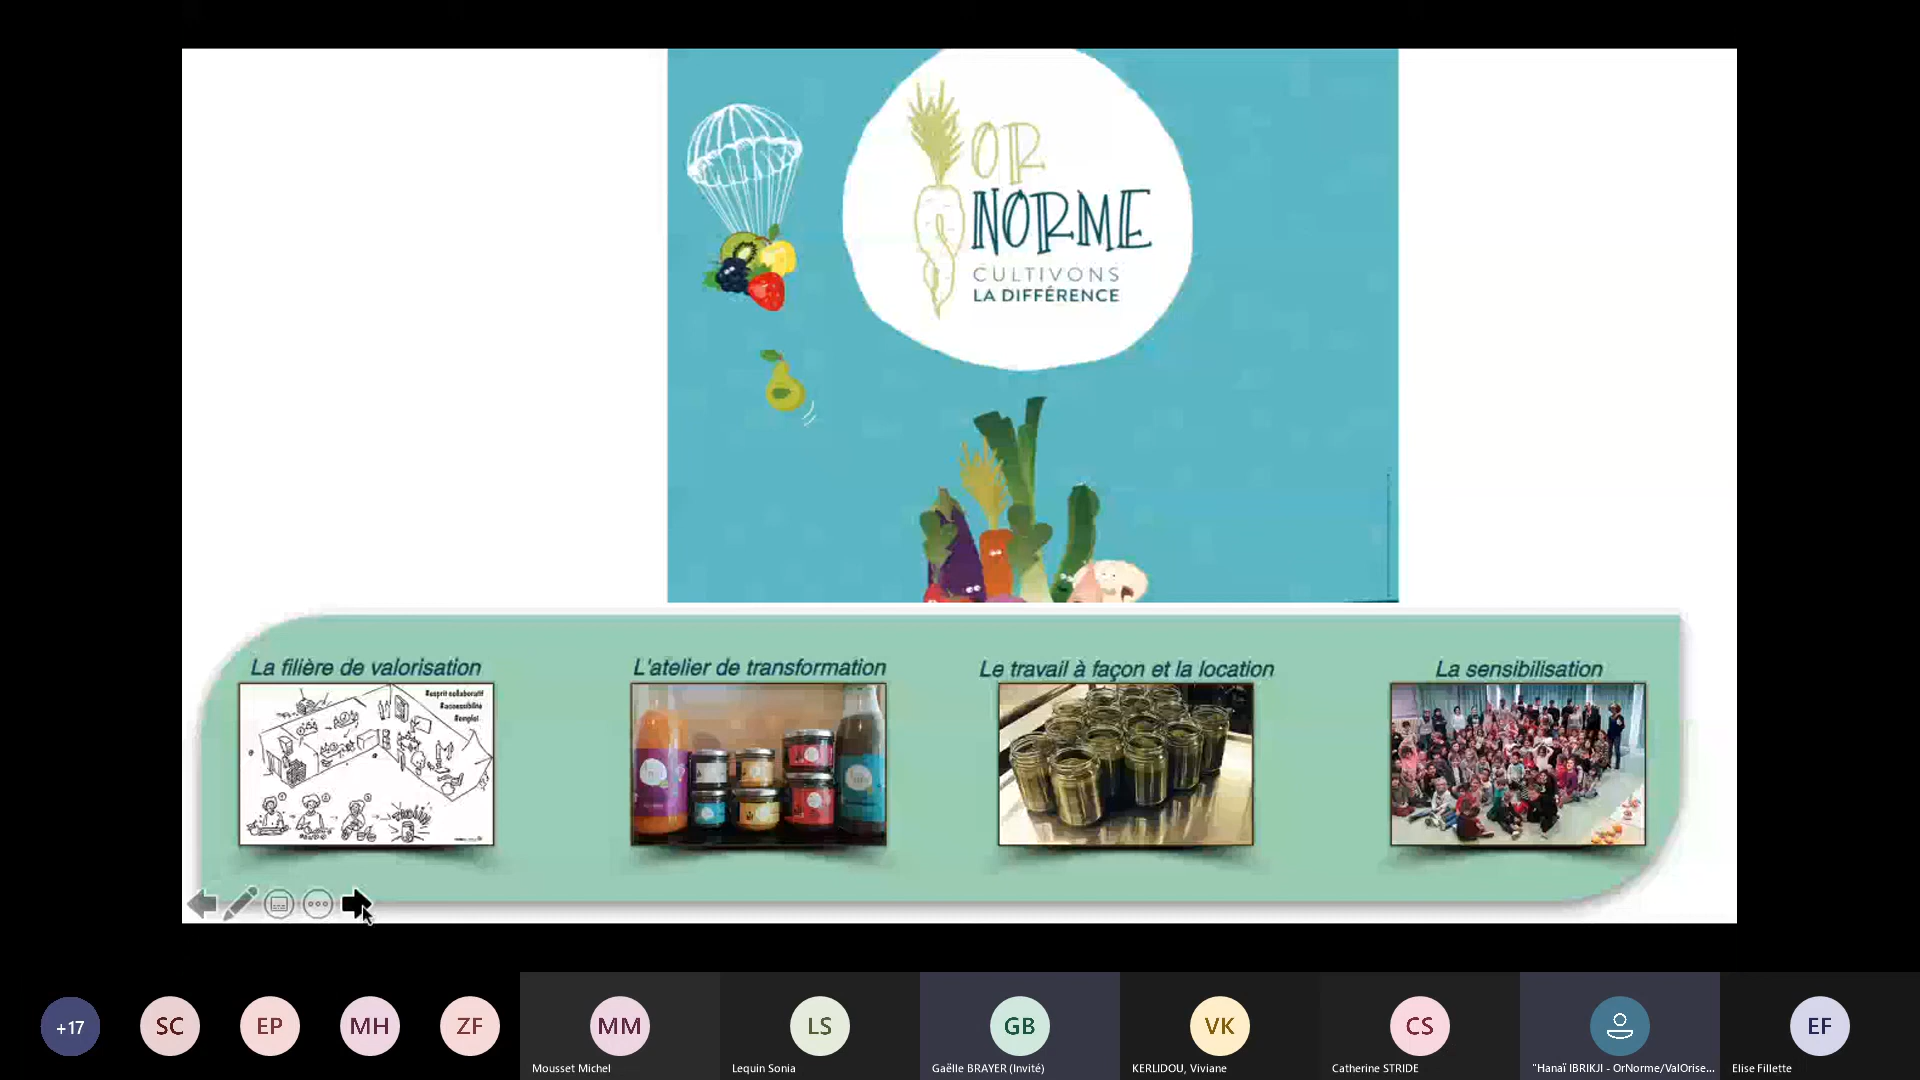 OR
NORME
CULTIVONS
LA DIFFÉRENCE
La filière de valorisation
L'atelier de transformation
Le travail à façon et la location
La sensibilisation
#esprit collaboratif
#accessibilité
#emploi
+17
SC
EP
MH
ZF
MM
LS
GB
VK
CS
EF
Mousset Michel
Lequin Sonia
Gaëlle BRAYER (Invité)
KERLIDOU, Viviane
Catherine STRIDE
"Hanaï IBRIKJI - OrNorme/ValOrise...
Elise Fillette